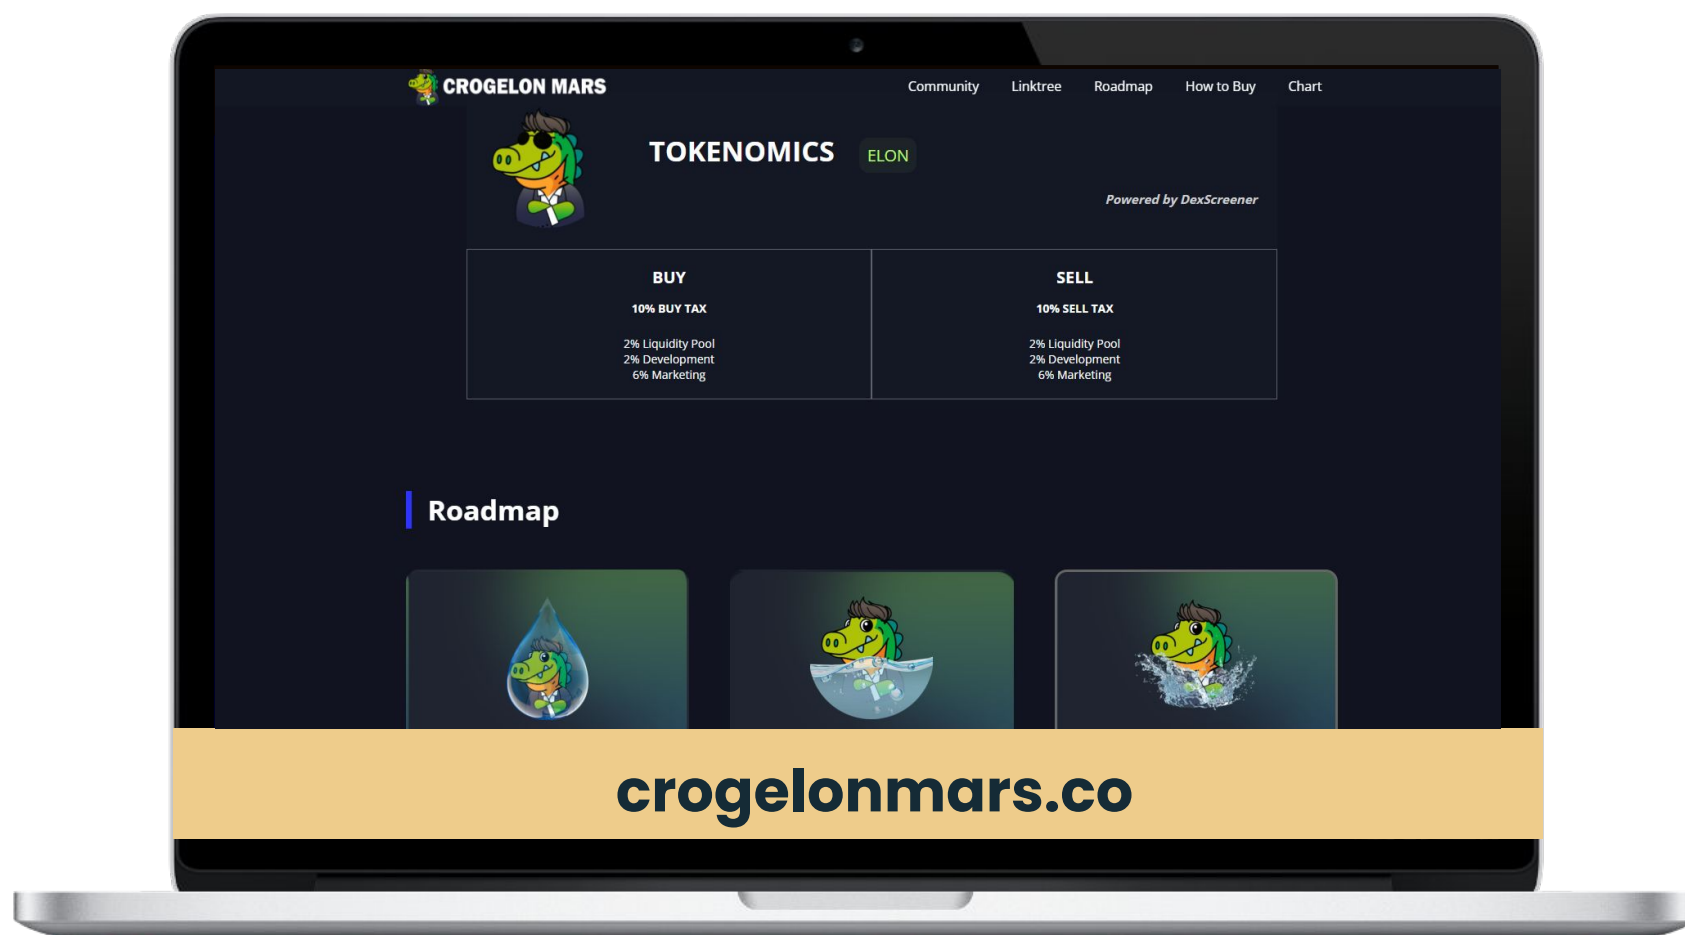 CROGELON MARS
Community Linktree Roadmap How to Buy Chart
TOKENOMICS ELON
Powered by DexScreener
BUY
10% BUY TAX
2% Liquidity Pool
2% Development
6% Marketing
SELL
10% SELL TAX
2% Liquidity Pool
2% Development
6% Marketing
Roadmap
crogelonmars.co